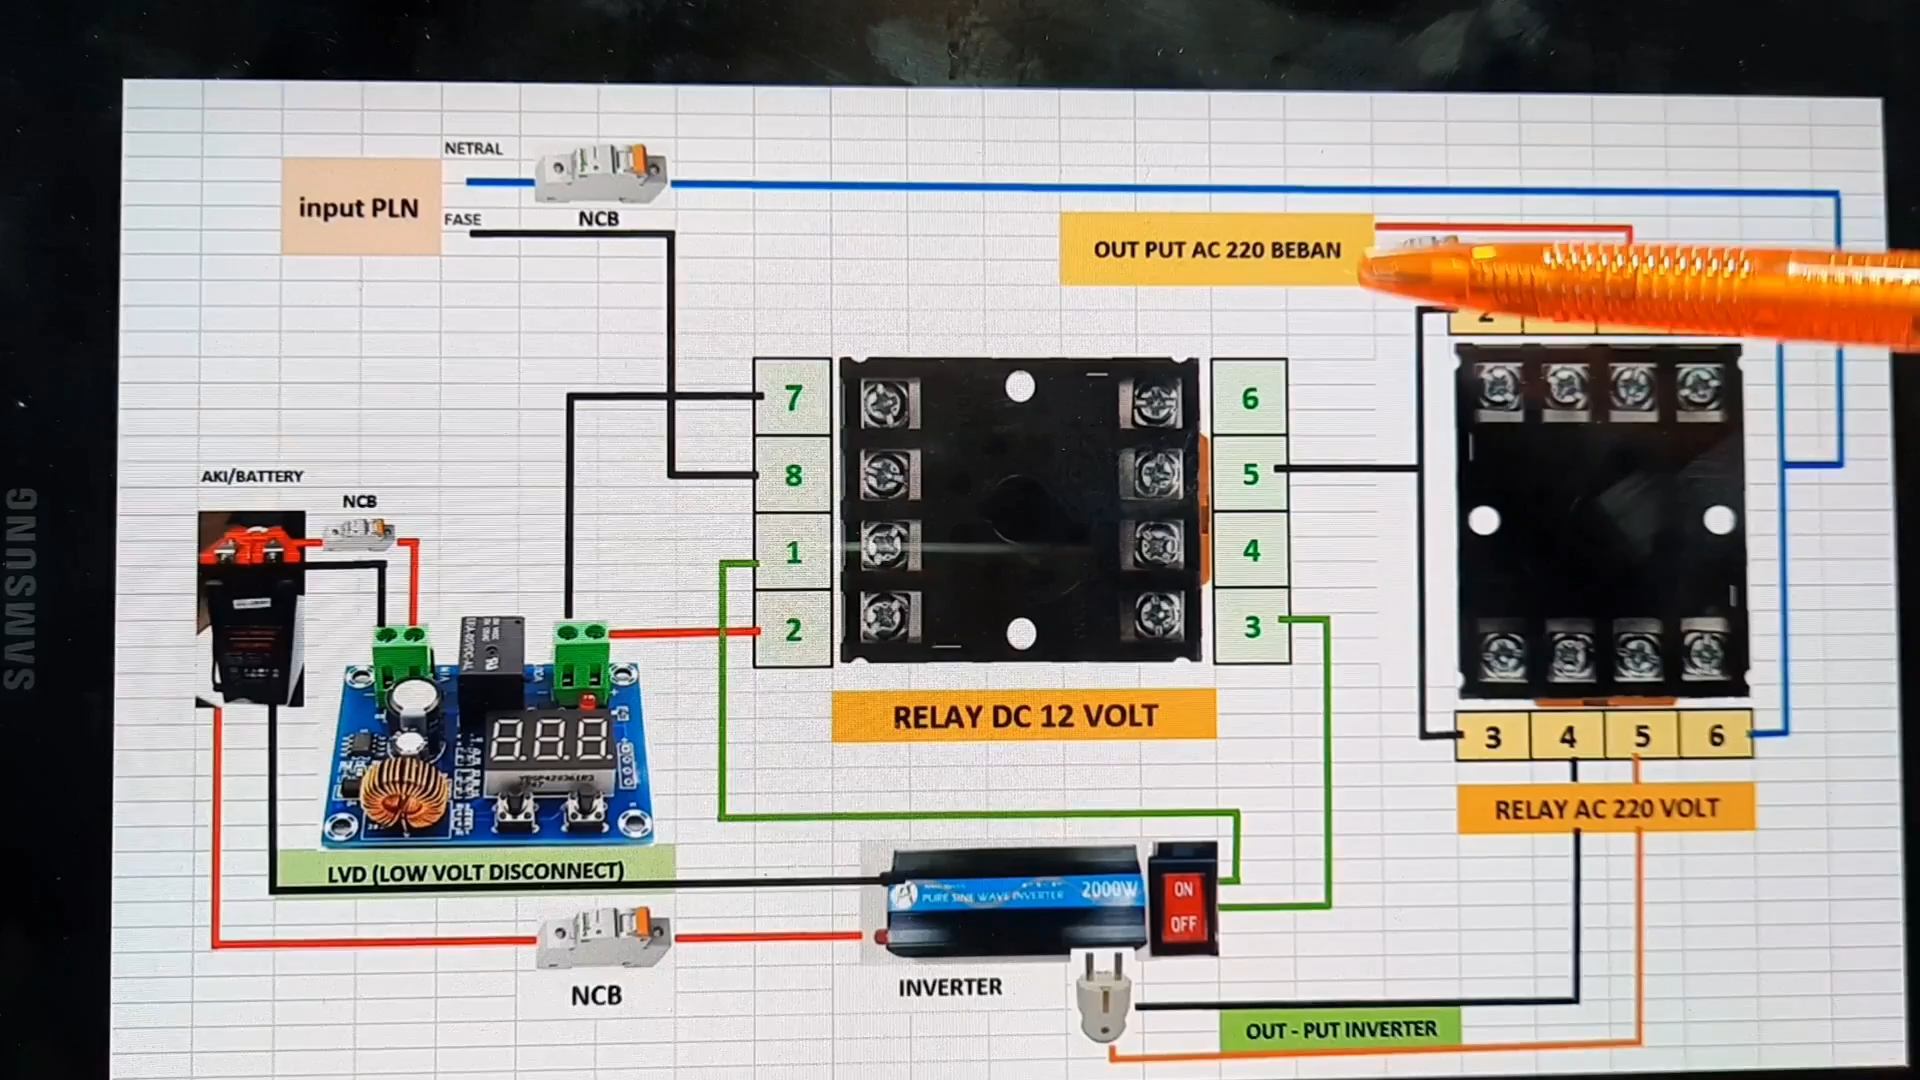 SAMSUNG
NETRAL
input PLN
FASE
NCB
OUT PUT AC 220 BEBAN
2
7
8
1
2
6
5
4
3
AKI/BATTERY
NCB
RELAY DC 12 VOLT
3 4 5 6
RELAY AC 220 VOLT
LVD (LOW VOLT DISCONNECT)
PURE SINE WAVE INVERTER
2000W
ON
OFF
NCB
INVERTER
OUT - PUT INVERTER